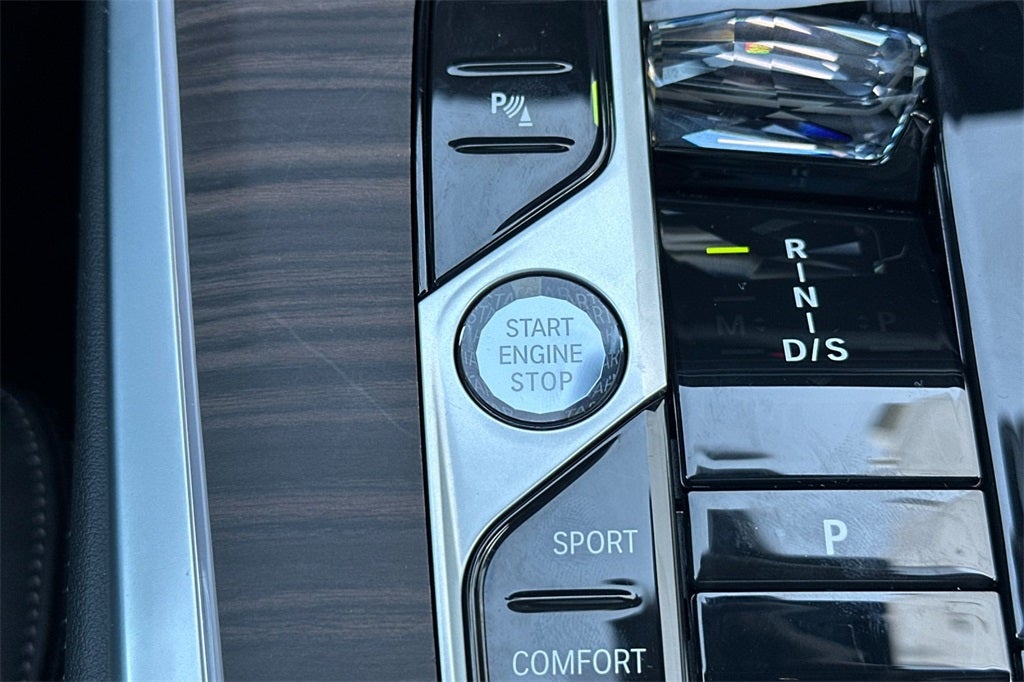 P
START
ENGINE
STOP
R
N
D/S
P
SPORT
COMFORT
M
P